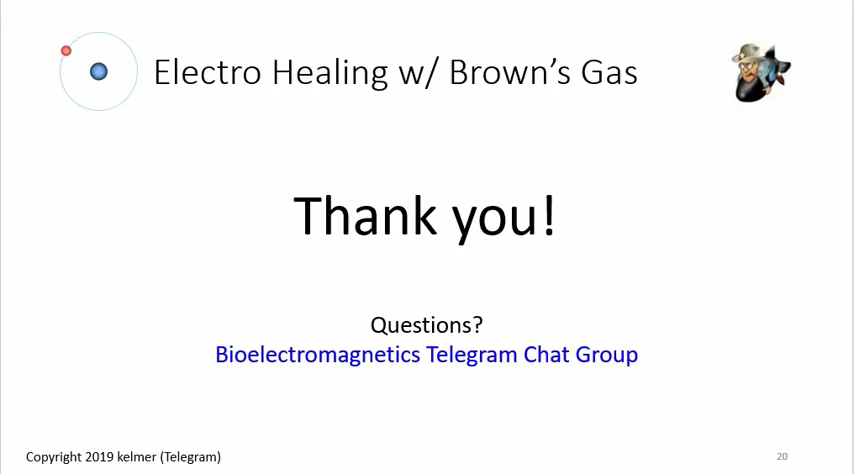 Electro Healing w/ Brown's Gas
Thank you!
Questions?
Bioelectromagnetics Telegram Chat Group
Copyright 2019 kelmer (Telegram)
20